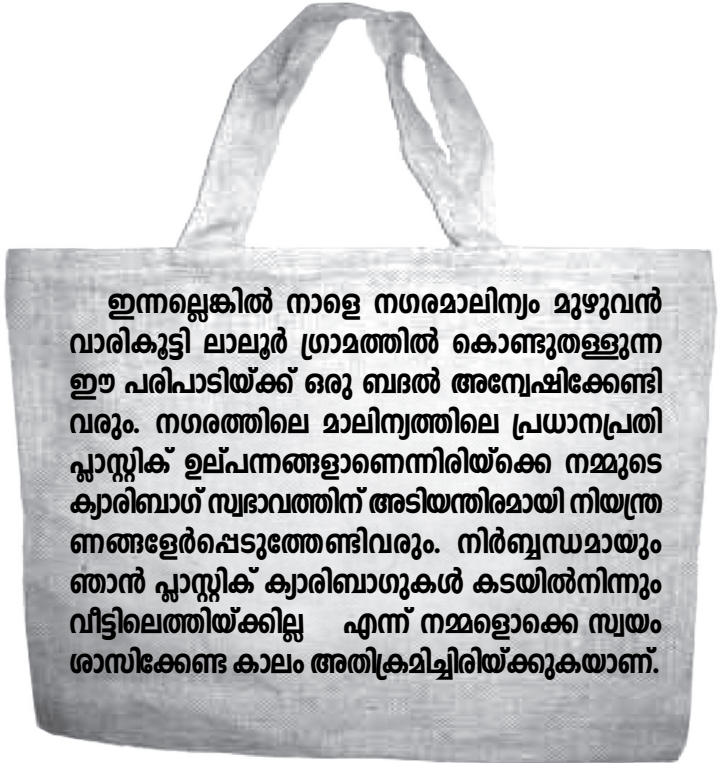 ഇന്നല്ലെങ്കിൽ നാളെ നഗരമാലിന്യം മുഴുവൻ
വാരികൂട്ടി ലാലൂർ ഗ്രാമത്തിൽ കൊണ്ടുതള്ളുന്ന
ഈ പരിപാടിയ്ക്ക് ഒരു ബദൽ അന്വേഷിക്കേണ്ടി
വരും. നഗരത്തിലെ മാലിന്യത്തിലെ പ്രധാനപ്രതി
പ്ലാസ്റ്റിക് ഉല്പന്നങ്ങളാണെന്നിരിയ്ക്കെ നമ്മുടെ
ക്യാരിബാഗ് സ്വഭാവത്തിന് അടിയന്തിരമായി നിയന്ത്ര
ണങ്ങളേർപ്പെടുത്തേണ്ടിവരും. നിർബ്ബന്ധമായും
ഞാൻ പ്ലാസ്റ്റിക് ക്യാരിബാഗുകൾ കടയിൽനിന്നും
വീട്ടിലെത്തിയ്ക്കില്ല എന്ന് നമ്മളൊക്കെ സ്വയം
ശാസിക്കേണ്ട കാലം അതിക്രമിച്ചിരിയ്ക്കുകയാണ്.